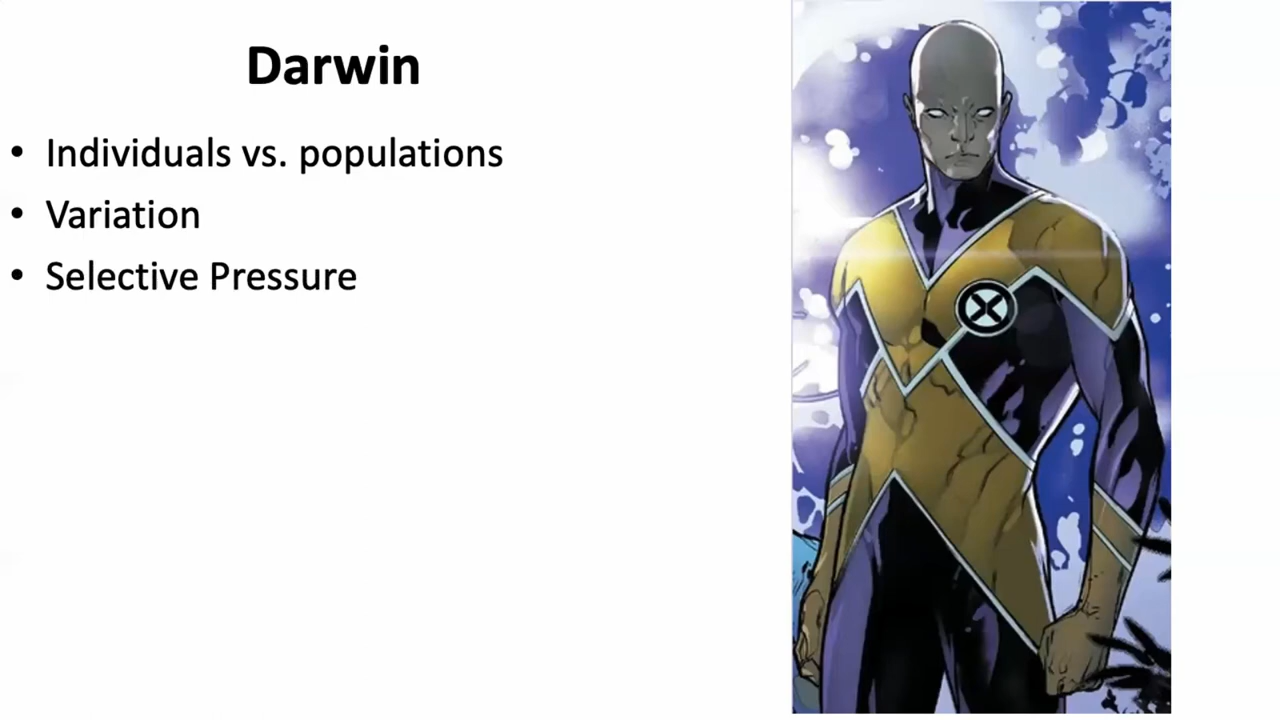 Darwin
• Individuals vs. populations
• Variation
• Selective Pressure
X